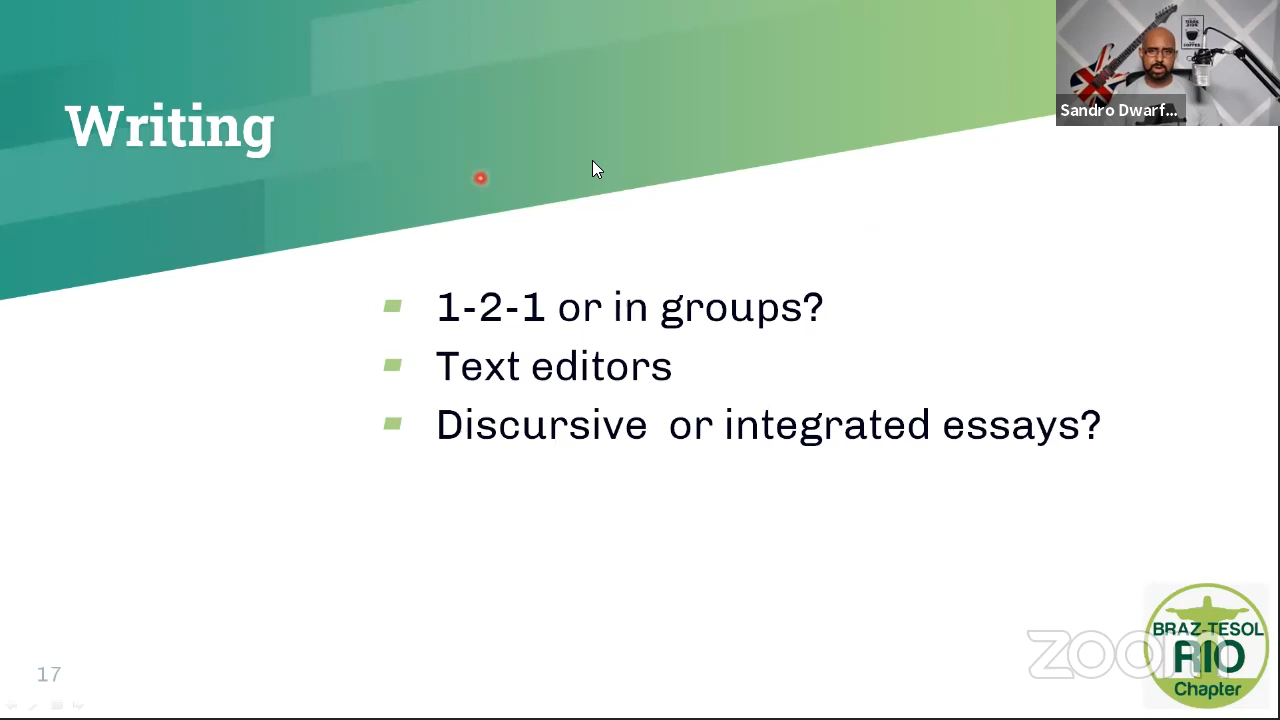 Writing
Sandro Dwarf...
1-2-1 or in groups?
Text editors
Discursive or integrated essays?
BRAZ-TESOL
RIO
Chapter
zoom
17